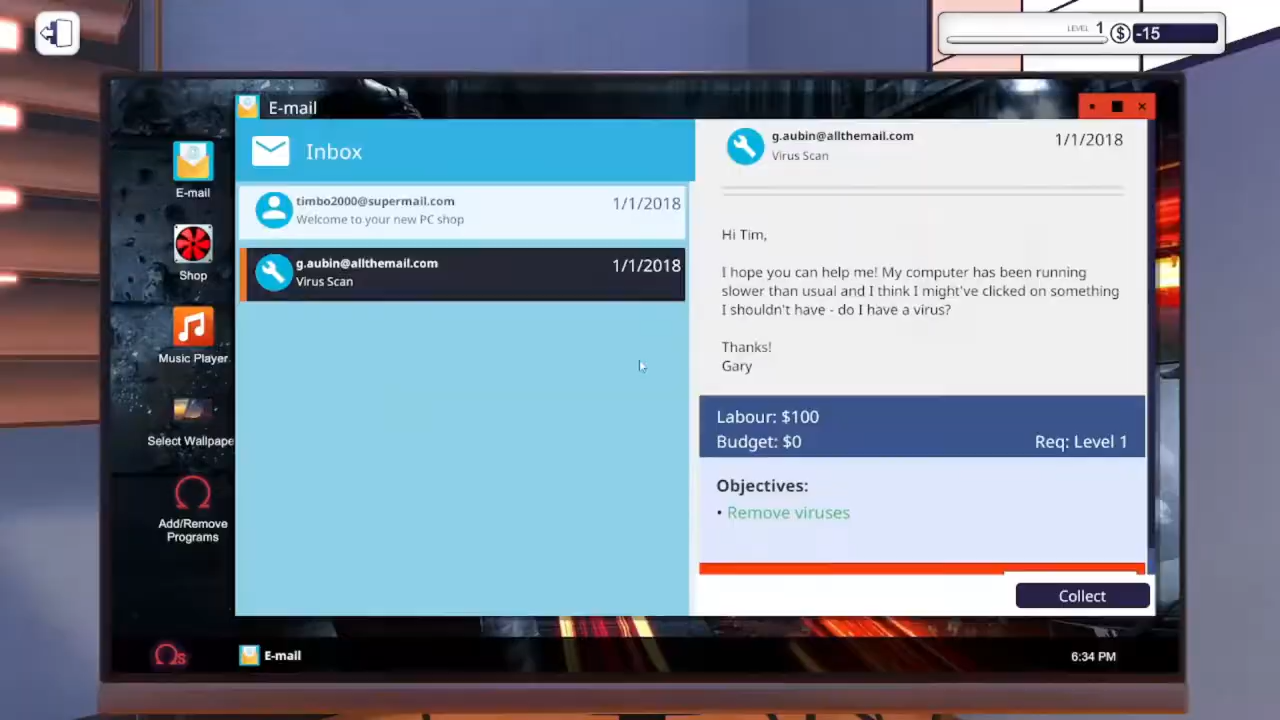 LEVEL 1 $ -15
E-mail
Inbox
timbo2000@supermail.com 1/1/2018
Welcome to your new PC shop
g.aubin@allthemail.com 1/1/2018
Virus Scan
g.aubin@allthemail.com 1/1/2018
Virus Scan
Hi Tim,
I hope you can help me! My computer has been running
slower than usual and I think I might've clicked on something
I shouldn't have - do I have a virus?
Thanks!
Gary
Labour: $100
Budget: $0 Req: Level 1
Objectives:
• Remove viruses
Collect
E-mail
Shop
Music Player
Select Wallpape
Add/Remove
Programs
Ωs E-mail 6:34 PM